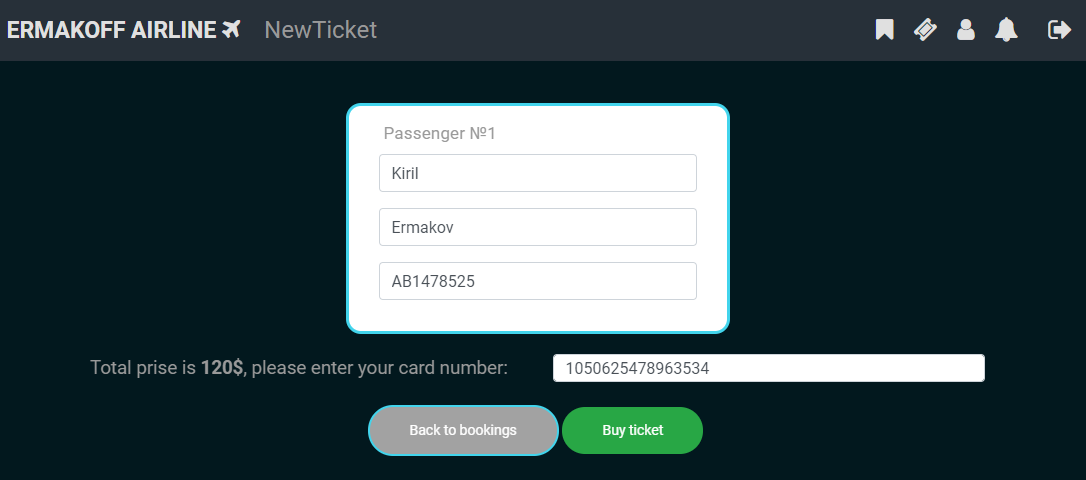 ERMAKOFF AIRLINE NewTicket
Passenger №1
Kiril
Ermakov
AB1478525
Total prise is 120$, please enter your card number: 1050625478963534
Back to bookings Buy ticket